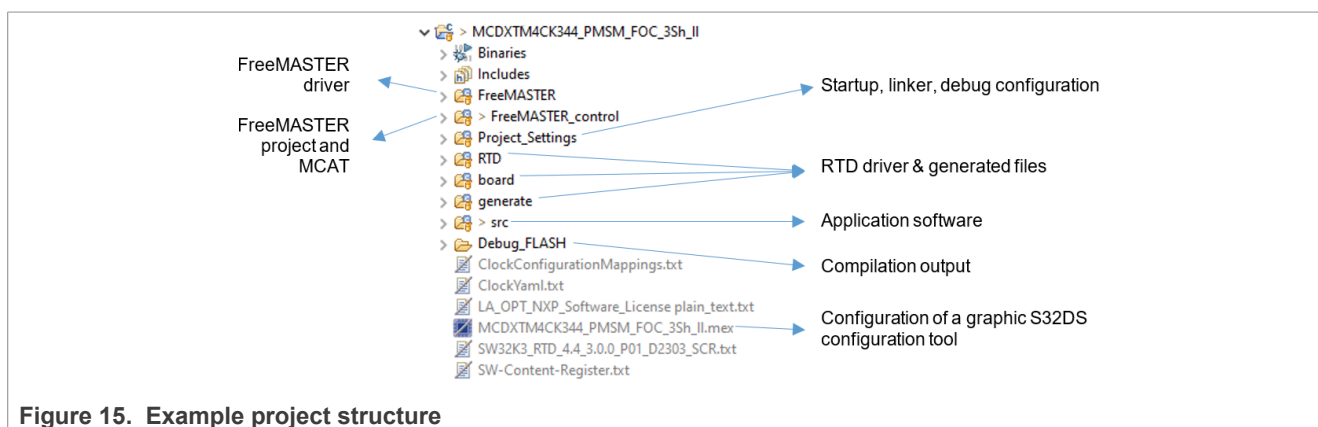 MCDXTM4CK344_PMSM_FOC_3Sh_II
Binaries
Includes
FreeMASTER
> FreeMASTER_control
Project_Settings
RTD
board
generate
> src
Debug_FLASH
ClockConfigurationMappings.txt
ClockYaml.txt
LA_OPT_NXP_Software_License plain_text.txt
MCDXTM4CK344_PMSM_FOC_3Sh_II.mex
SW32K3_RTD_4.4_3.0.0_P01_D2303_SCR.txt
SW-Content-Register.txt
FreeMASTER
driver
FreeMASTER
project and
MCAT
Startup, linker, debug configuration
RTD driver & generated files
Application software
Compilation output
Configuration of a graphic S32DS
configuration tool
Figure 15. Example project structure